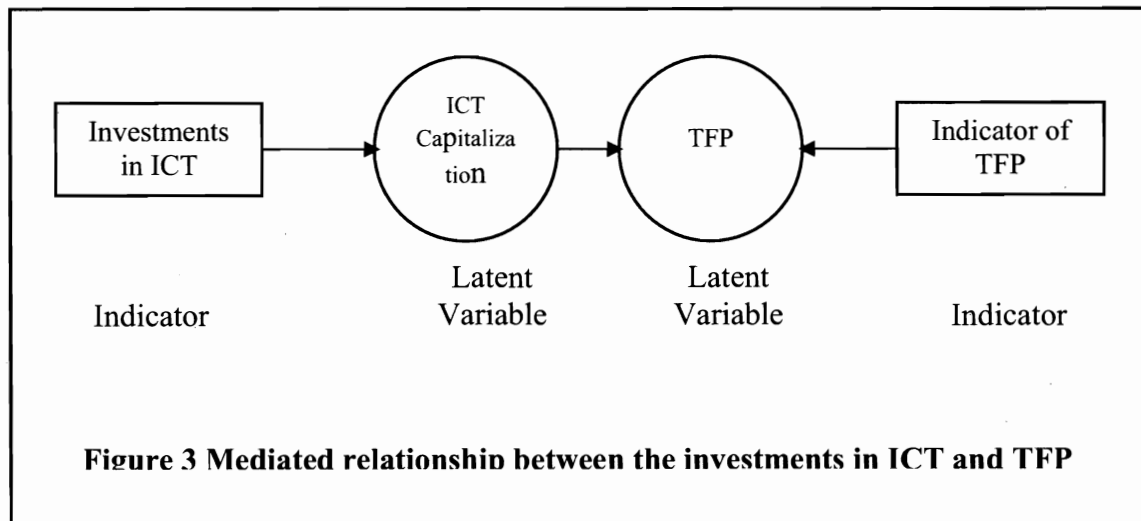 Investments
in ICT
ICT
Capitaliza
tion
TFP
Indicator of
TFP
Latent
Variable
Latent
Variable
Indicator
Indicator
Figure 3 Mediated relationship between the investments in ICT and TFP